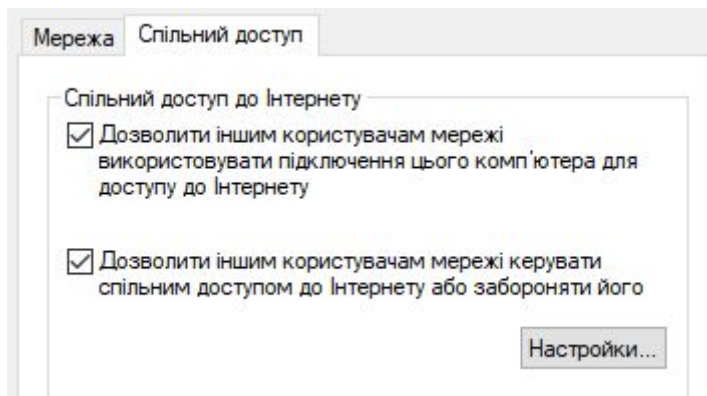 Мережа Спільний доступ
Спільний доступ до Інтернету
Дозволити іншим користувачам мережі
використовувати підключення цього комп'ютера для
доступу до Інтернету
Дозволити іншим користувачам мережі керувати
спільним доступом до Інтернету або забороняти його
Настройки...